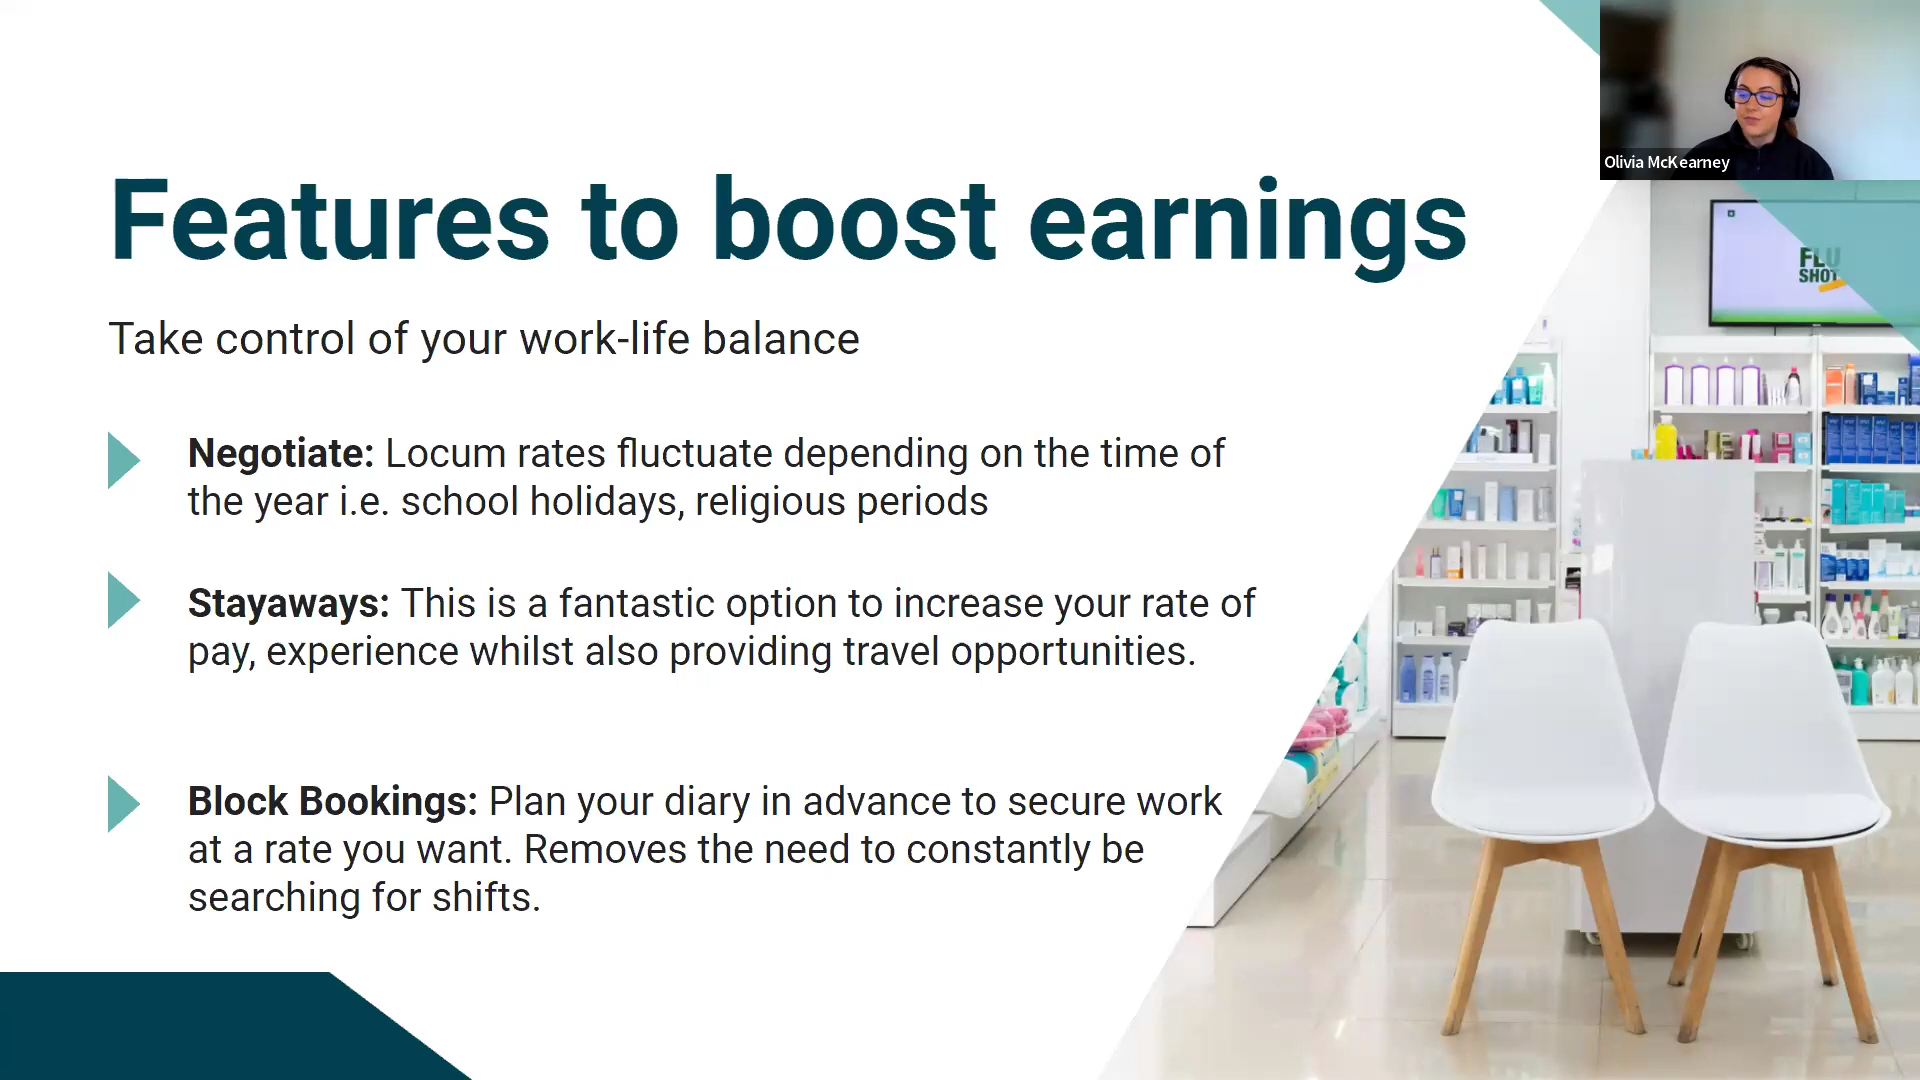 Features to boost earnings
Take control of your work-life balance
Negotiate: Locum rates fluctuate depending on the time of
the year i.e. school holidays, religious periods
Stayaways: This is a fantastic option to increase your rate of
pay, experience whilst also providing travel opportunities.
Block Bookings: Plan your diary in advance to secure work
at a rate you want. Removes the need to constantly be
searching for shifts.
Olivia McKearney
FLU
SHOT